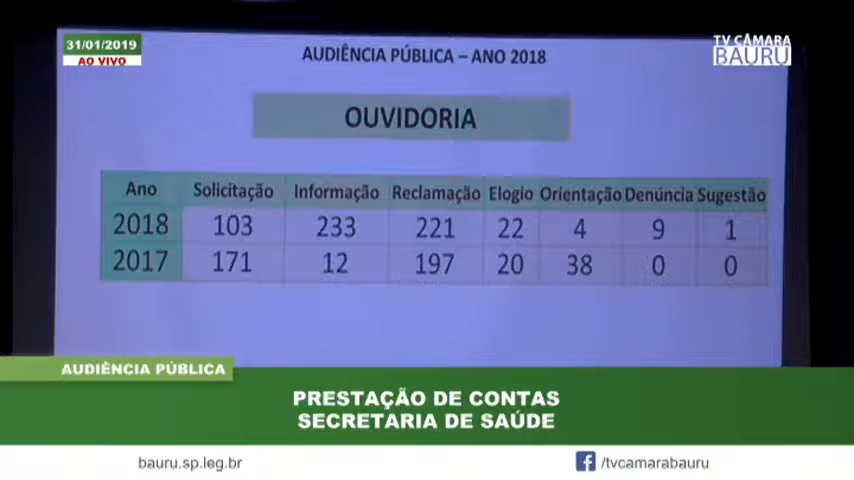 31/01/2019
AO VIVO
TV CÂMARA
BAURU
AUDIÊNCIA PÚBLICA – ANO 2018
OUVIDORIA
Ano Solicitação Informação Reclamação Elogio Orientação Denúncia Sugestão
2018 103 233 221 22 4 9 1
2017 171 12 197 20 38 0 0
AUDIÊNCIA PÚBLICA
PRESTAÇÃO DE CONTAS
SECRETARIA DE SAÚDE
bauru.sp.leg.br
/tvcamarabauru